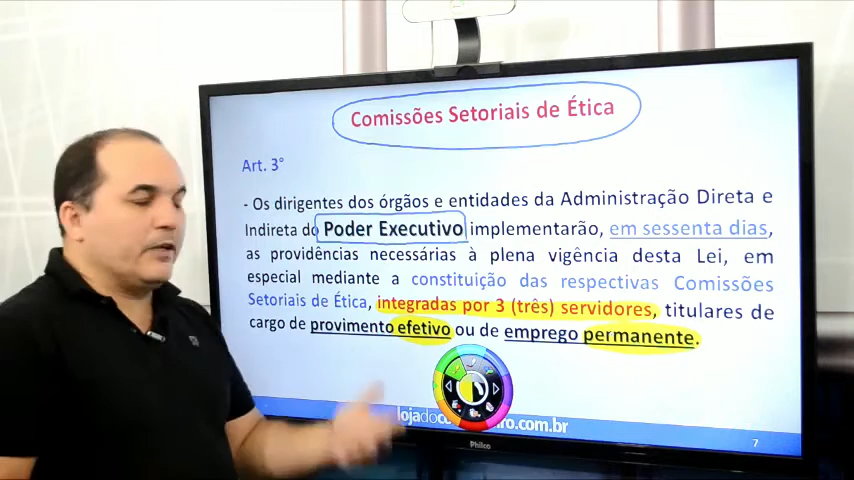 Comissões Setoriais de Ética
Art. 3°
- Os dirigentes dos órgãos e entidades da Administração Direta e
Indireta do Poder Executivo implementarão, em sessenta dias,
as providências necessárias à plena vigência desta Lei, em
especial mediante a constituição das respectivas Comissões
Setoriais de Ética, integradas por 3 (três) servidores, titulares de
cargo de provimento efetivo ou de emprego permanente.
ro.com.br
7
Philco